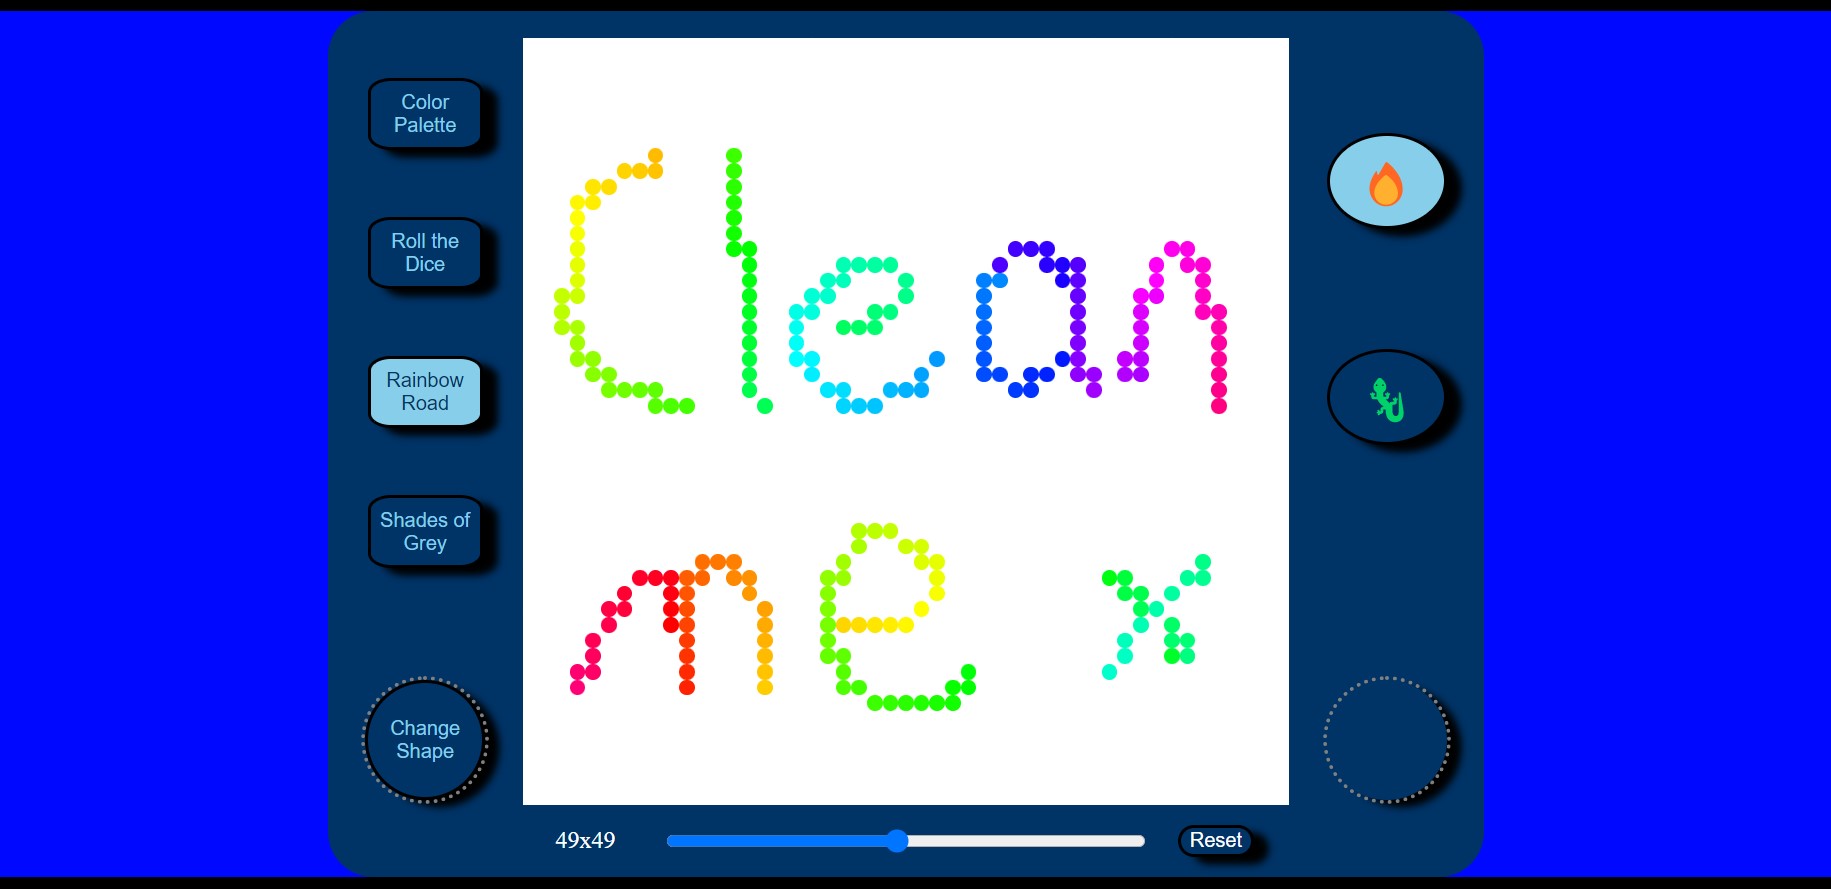 Color
Palette
Roll the
Dice
Rainbow
Road
Shades of
Grey
Change
Shape
Clean
me x
49x49
Reset